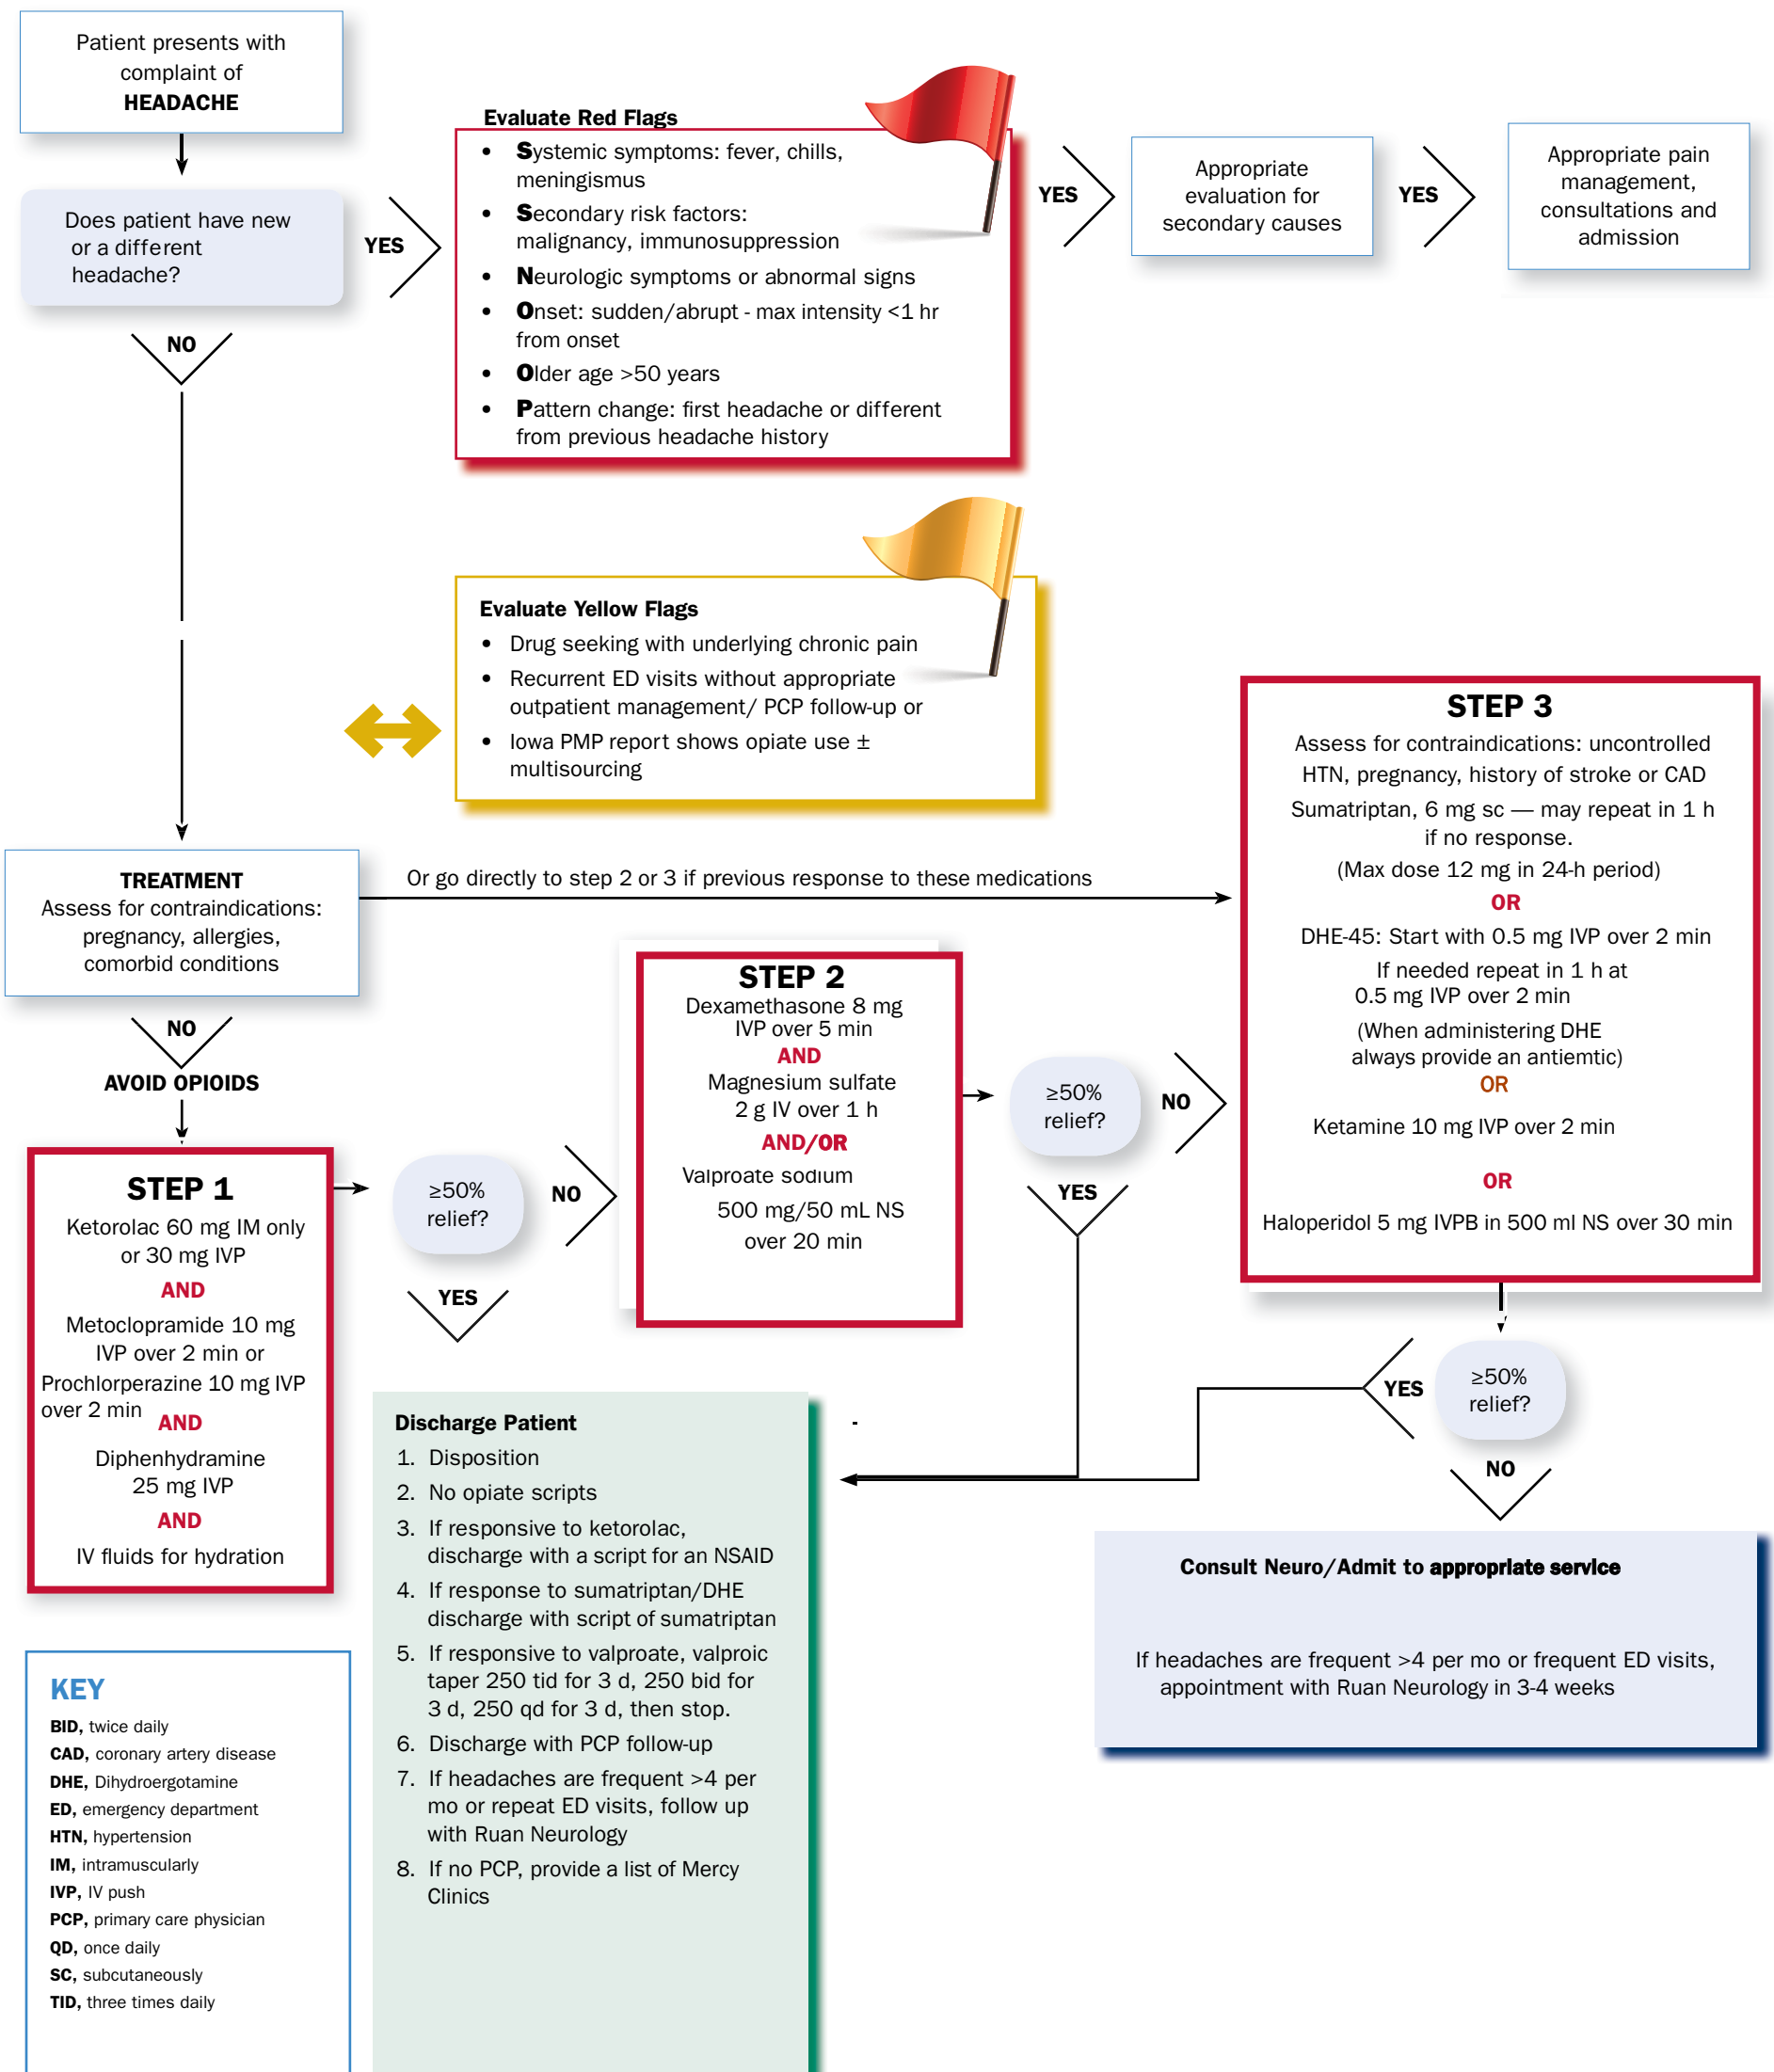 Patient presents with
complaint of
HEADACHE
Does patient have new
or a different
headache?
YES
NO
Evaluate Red Flags
• Systemic symptoms: fever, chills,
meningismus
• Secondary risk factors:
malignancy, immunosuppression
• Neurologic symptoms or abnormal signs
• Onset: sudden/abrupt - max intensity <1 hr
from onset
• Older age >50 years
• Pattern change: first headache or different
from previous headache history
YES
Appropriate
evaluation for
secondary causes
YES
Appropriate pain
management,
consultations and
admission
Evaluate Yellow Flags
• Drug seeking with underlying chronic pain
• Recurrent ED visits without appropriate
outpatient management/ PCP follow-up or
• Iowa PMP report shows opiate use ±
multisourcing
TREATMENT
Assess for contraindications:
pregnancy, allergies,
comorbid conditions
Or go directly to step 2 or 3 if previous response to these medications
NO
AVOID OPIOIDS
STEP 1
Ketorolac 60 mg IM only
or 30 mg IVP
AND
Metoclopramide 10 mg
IVP over 2 min or
Prochlorperazine 10 mg IVP
over 2 min
AND
Diphenhydramine
25 mg IVP
AND
IV fluids for hydration
≥50%
relief?
NO
YES
STEP 2
Dexamethasone 8 mg
IVP over 5 min
AND
Magnesium sulfate
2 g IV over 1 h
AND/OR
Valproate sodium
500 mg/50 mL NS
over 20 min
≥50%
relief?
NO
YES
STEP 3
Assess for contraindications: uncontrolled
HTN, pregnancy, history of stroke or CAD
Sumatriptan, 6 mg sc — may repeat in 1 h
if no response.
(Max dose 12 mg in 24-h period)
OR
DHE-45: Start with 0.5 mg IVP over 2 min
If needed repeat in 1 h at
0.5 mg IVP over 2 min
(When administering DHE
always provide an antiemtic)
OR
Ketamine 10 mg IVP over 2 min
OR
Haloperidol 5 mg IVPB in 500 ml NS over 30 min
≥50%
relief?
YES
NO
Discharge Patient
1. Disposition
2. No opiate scripts
3. If responsive to ketorolac,
discharge with a script for an NSAID
4. If response to sumatriptan/DHE
discharge with script of sumatriptan
5. If responsive to valproate, valproic
taper 250 tid for 3 d, 250 bid for
3 d, 250 qd for 3 d, then stop.
6. Discharge with PCP follow-up
7. If headaches are frequent >4 per
mo or repeat ED visits, follow up
with Ruan Neurology
8. If no PCP, provide a list of Mercy
Clinics
-
Consult Neuro/Admit to appropriate service
If headaches are frequent >4 per mo or frequent ED visits,
appointment with Ruan Neurology in 3-4 weeks
KEY
BID, twice daily
CAD, coronary artery disease
DHE, Dihydroergotamine
ED, emergency department
HTN, hypertension
IM, intramuscularly
IVP, IV push
PCP, primary care physician
QD, once daily
SC, subcutaneously
TID, three times daily